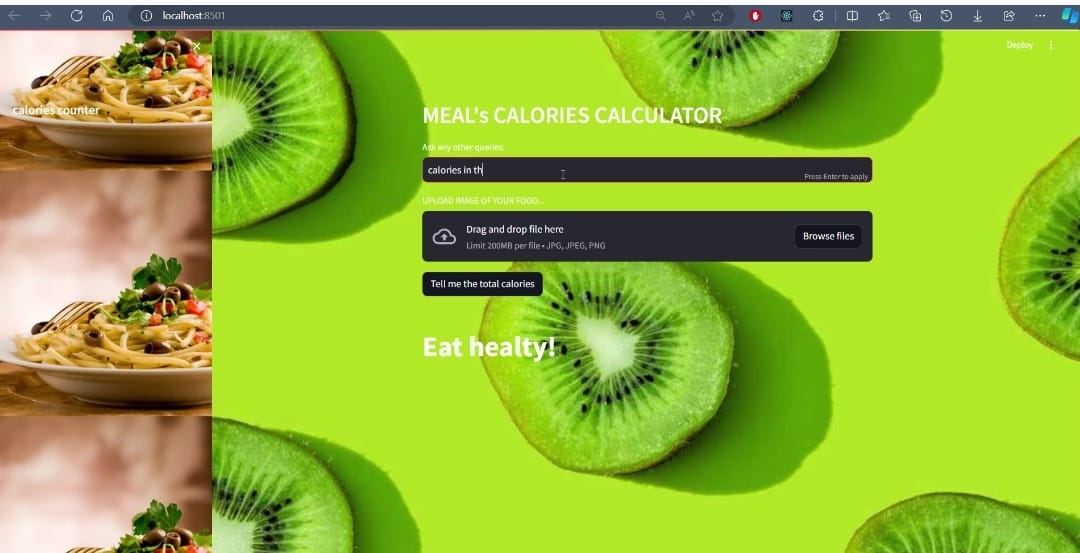 localhost:8501
Deploy
calories counter
MEAL's CALORIES CALCULATOR
Ask any other queries:
calories in th
Press Enter to apply
UPLOAD IMAGE OF YOUR FOOD...
Drag and drop file here
Limit 200MB per file • JPG, JPEG, PNG
Browse files
Tell me the total calories
Eat healty!